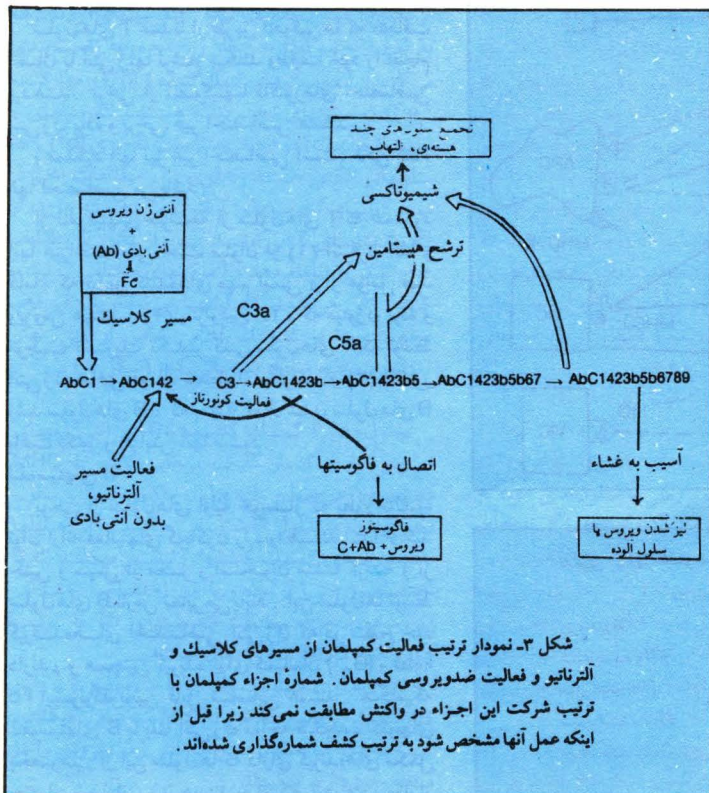 تجمع سلول‌های چند
هسته‌ای، التهاب
شیمیوتاکسی
ترشح هیستامین
آنتی ژن ویروسی
+
آنتی بادی (Ab)
Fc
مسیر کلاسیك
C3a
C5a
AbC1 → AbC142 → C3 → AbC1423b → AbC1423b5 → AbC1423b5b67 → AbC1423b5b6789
فعالیت کونورتاز
فعالیت مسیر
آلترناتیو،
بدون آنتی بادی
اتصال به فاگوسیتها
فاگوسیتوز
ویروس + C+Ab
آسیب به غشاء
لیز شدن ویروس یا
سلول آلوده
شکل ۳ـ نمودار ترتیب فعالیت کمپلمان از مسیرهای کلاسیك و
آلترناتیو و فعالیت ضدویروسی کمپلمان. شمارهٔ اجزاء کمپلمان با
ترتیب شرکت این اجزاء در واکنش مطابقت نمی‌کند زیرا قبل از
اینکه عمل آنها مشخص شود به ترتیب کشف شماره‌گذاری شده‌اند.